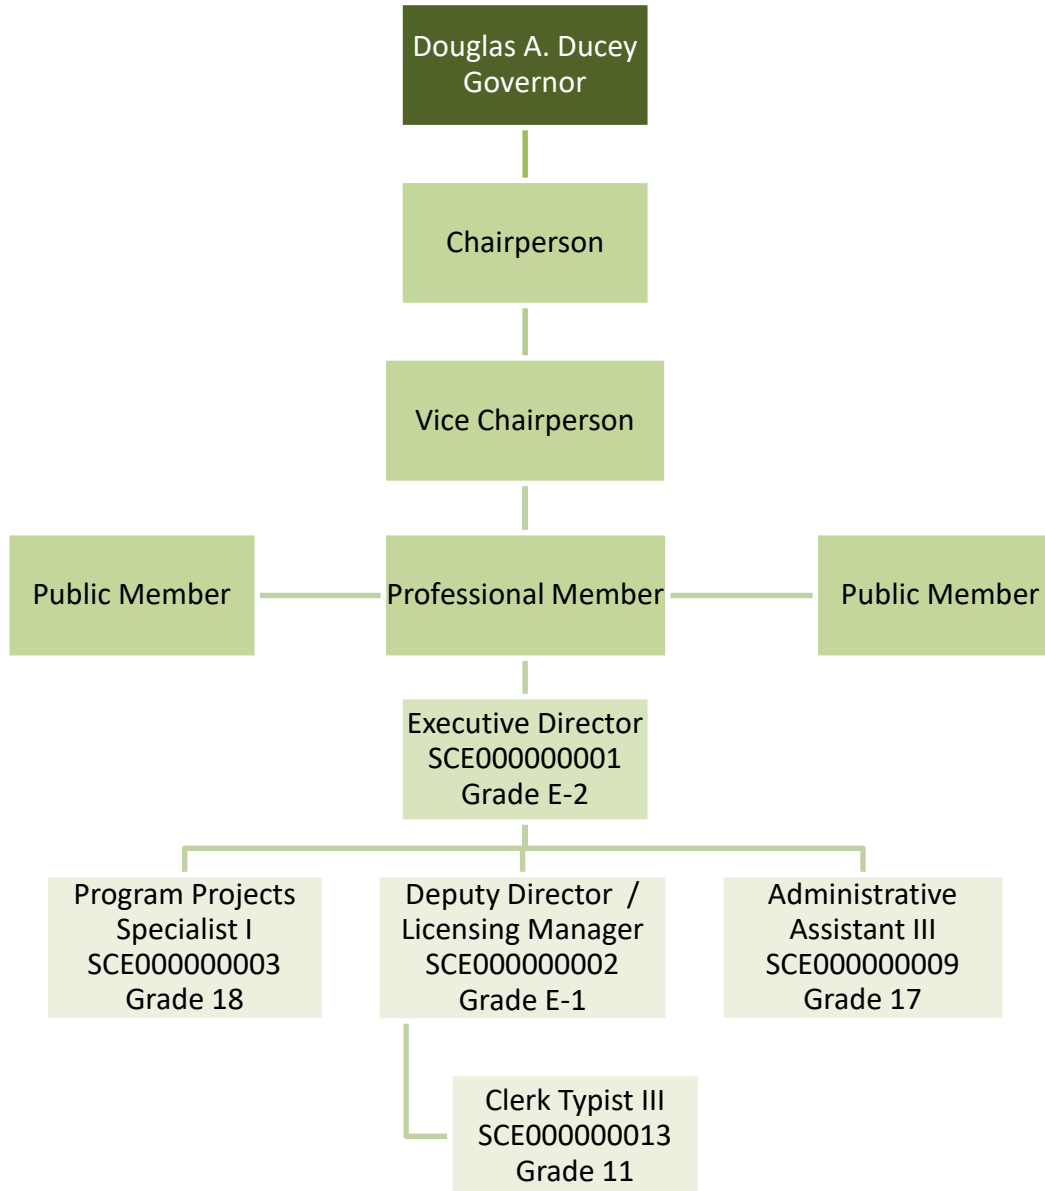 Douglas A. Ducey
Governor
Chairperson
Vice Chairperson
Public Member
Professional Member
Public Member
Executive Director
SCE000000001
Grade E-2
Program Projects
Specialist I
SCE000000003
Grade 18
Deputy Director  /
Licensing Manager
SCE000000002
Grade E-1
Administrative
Assistant III
SCE000000009
Grade 17
Clerk Typist III
SCE000000013
Grade 11